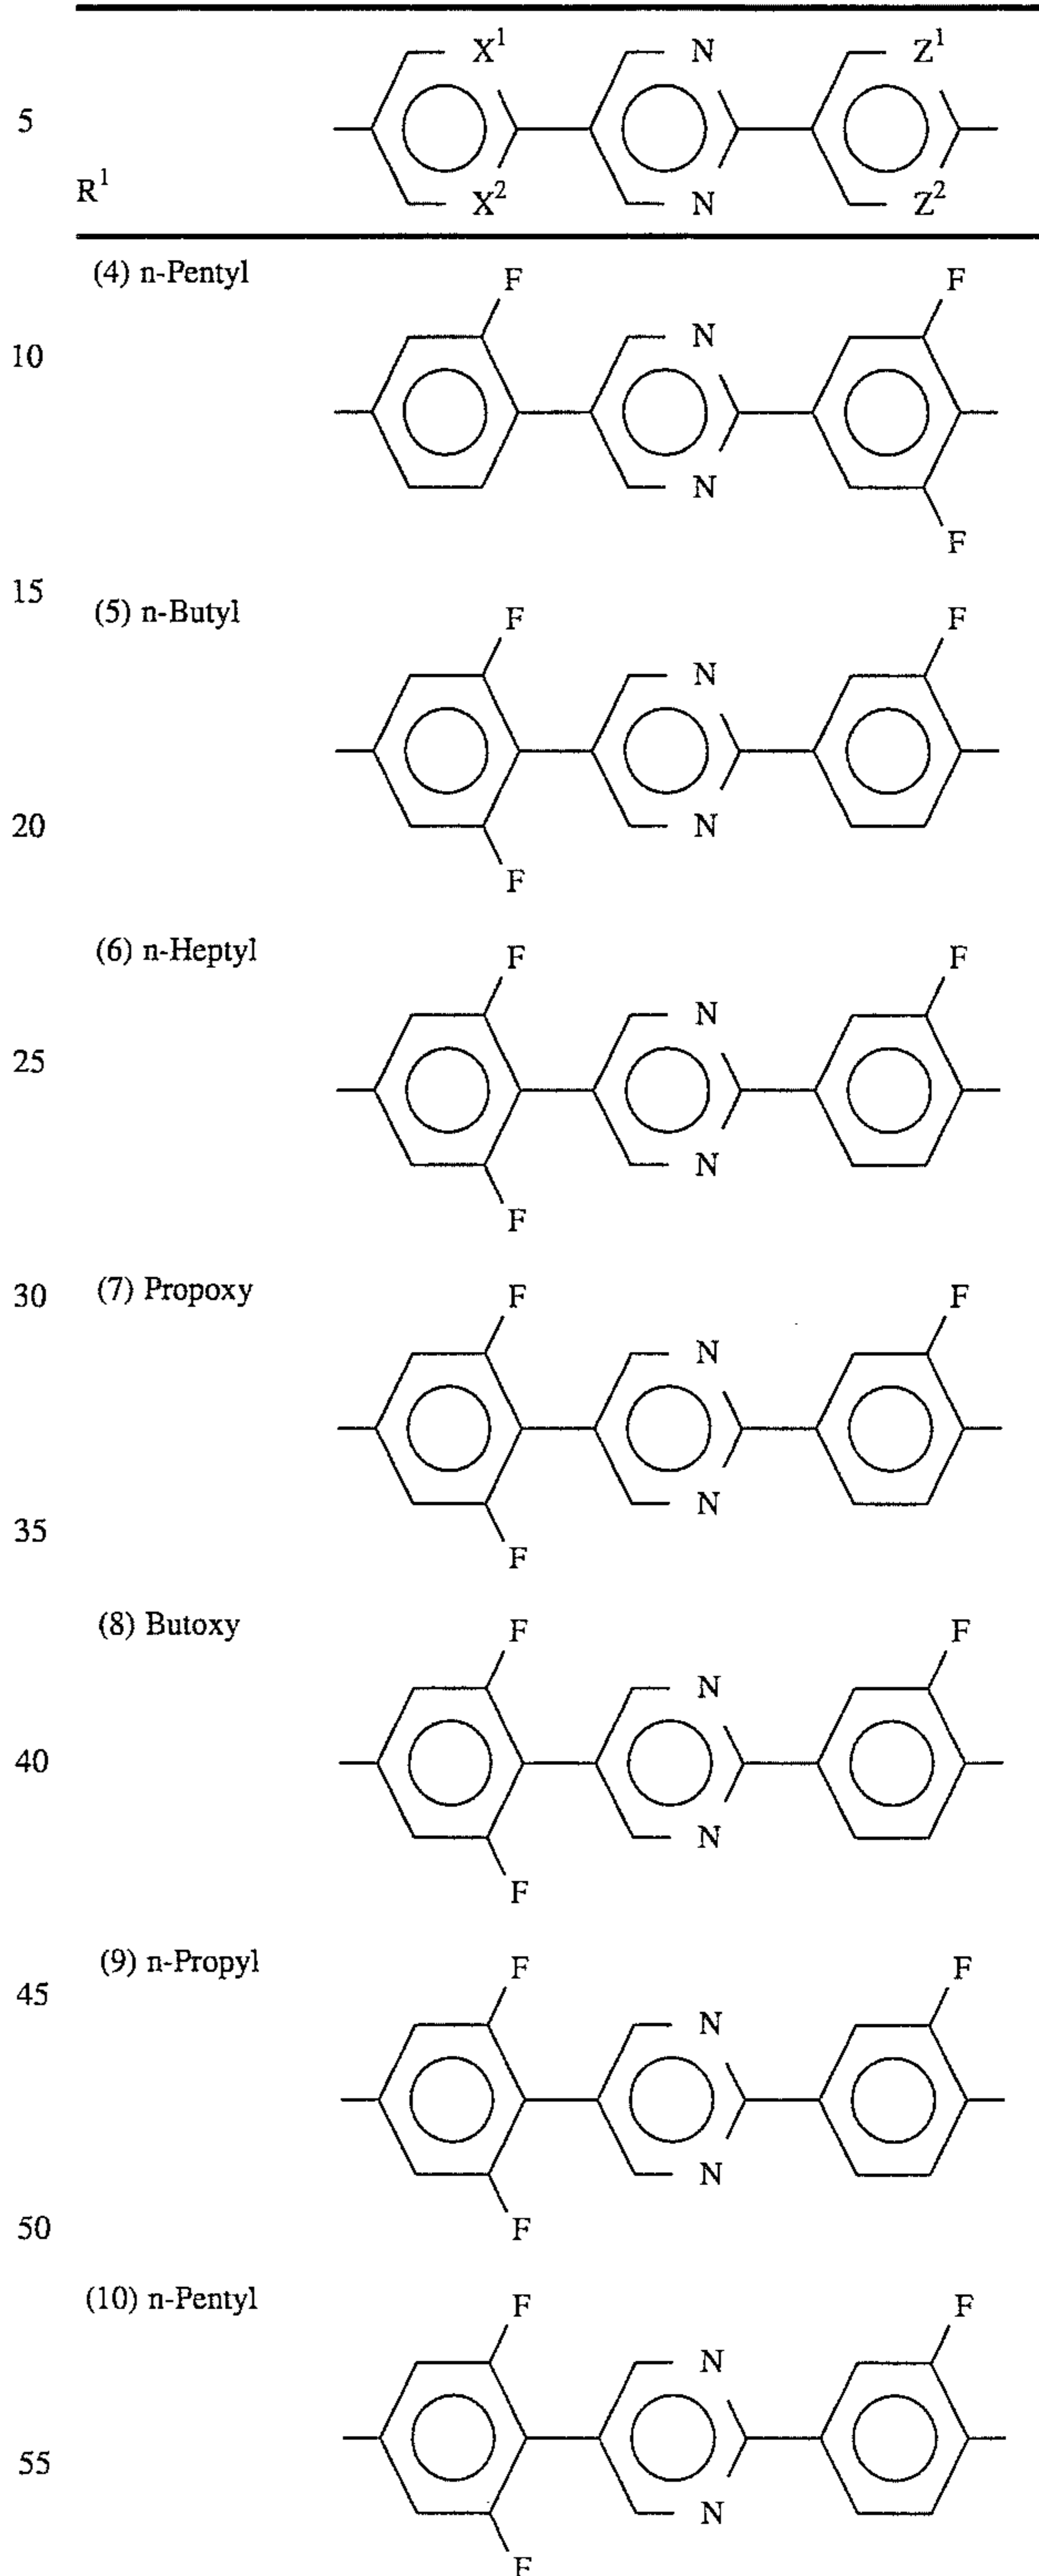 X¹ N Z¹
5
R¹
X² N Z²
(4) n-Pentyl F F
10 N
N
F
15
(5) n-Butyl F F
N
20 N
F
(6) n-Heptyl F F
N
25
N
F
30 (7) Propoxy F F
N
N
35
F
(8) Butoxy F F
N
40
N
F
(9) n-Propyl F F
45
N
N
50 F
(10) n-Pentyl F F
N
55
N
F